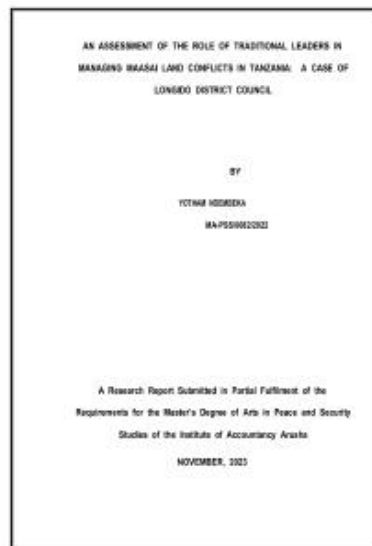 AN ASSESSMENT OF THE ROLE OF TRADITIONAL LEADERS IN
MANAGING MAASAI LAND CONFLICTS IN TANZANIA: A CASE OF
LONGIDO DISTRICT COUNCIL
BY
YOTHAM
A Research Report Submitted in Partial Fulfilment of the
Requirements for the Master's Degree of Arts in Peace and Security
Studies of the Institute of Accountancy Arusha
NOVEMBER, 2023